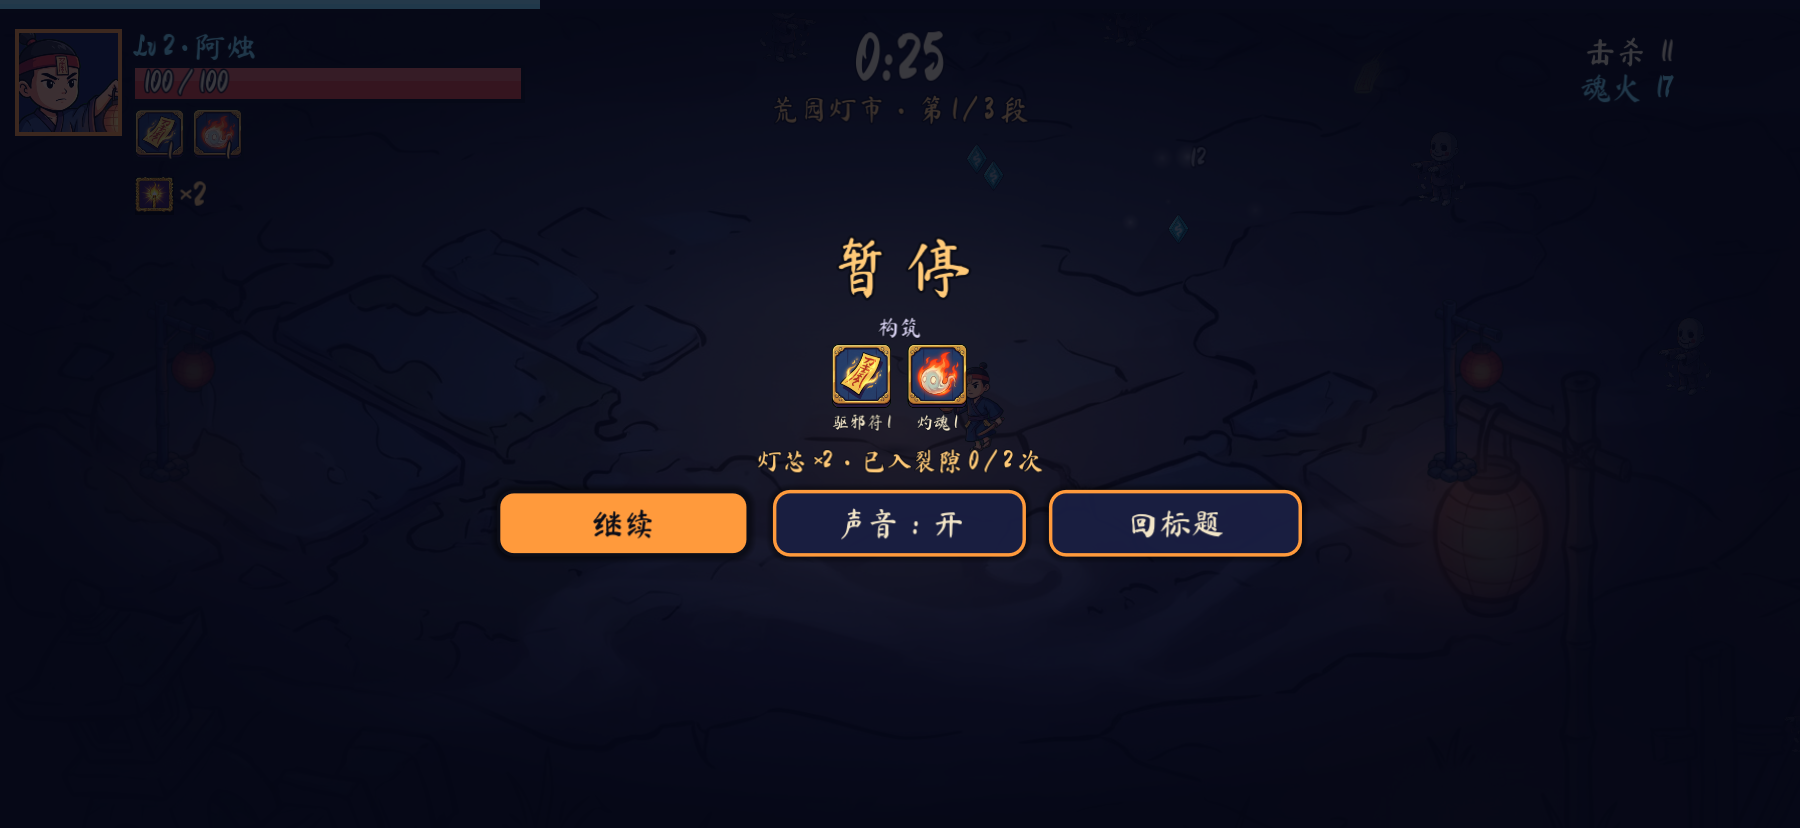 Lv 2·阿烛
100 / 100
1 1
×2
0:25
荒园灯市 · 第1/3段
击杀 11
魂火 17
12
暂停
构筑
驱邪符1 灼魂1
灯芯×2 · 已入裂隙0/2次
继续 声音：开 回标题